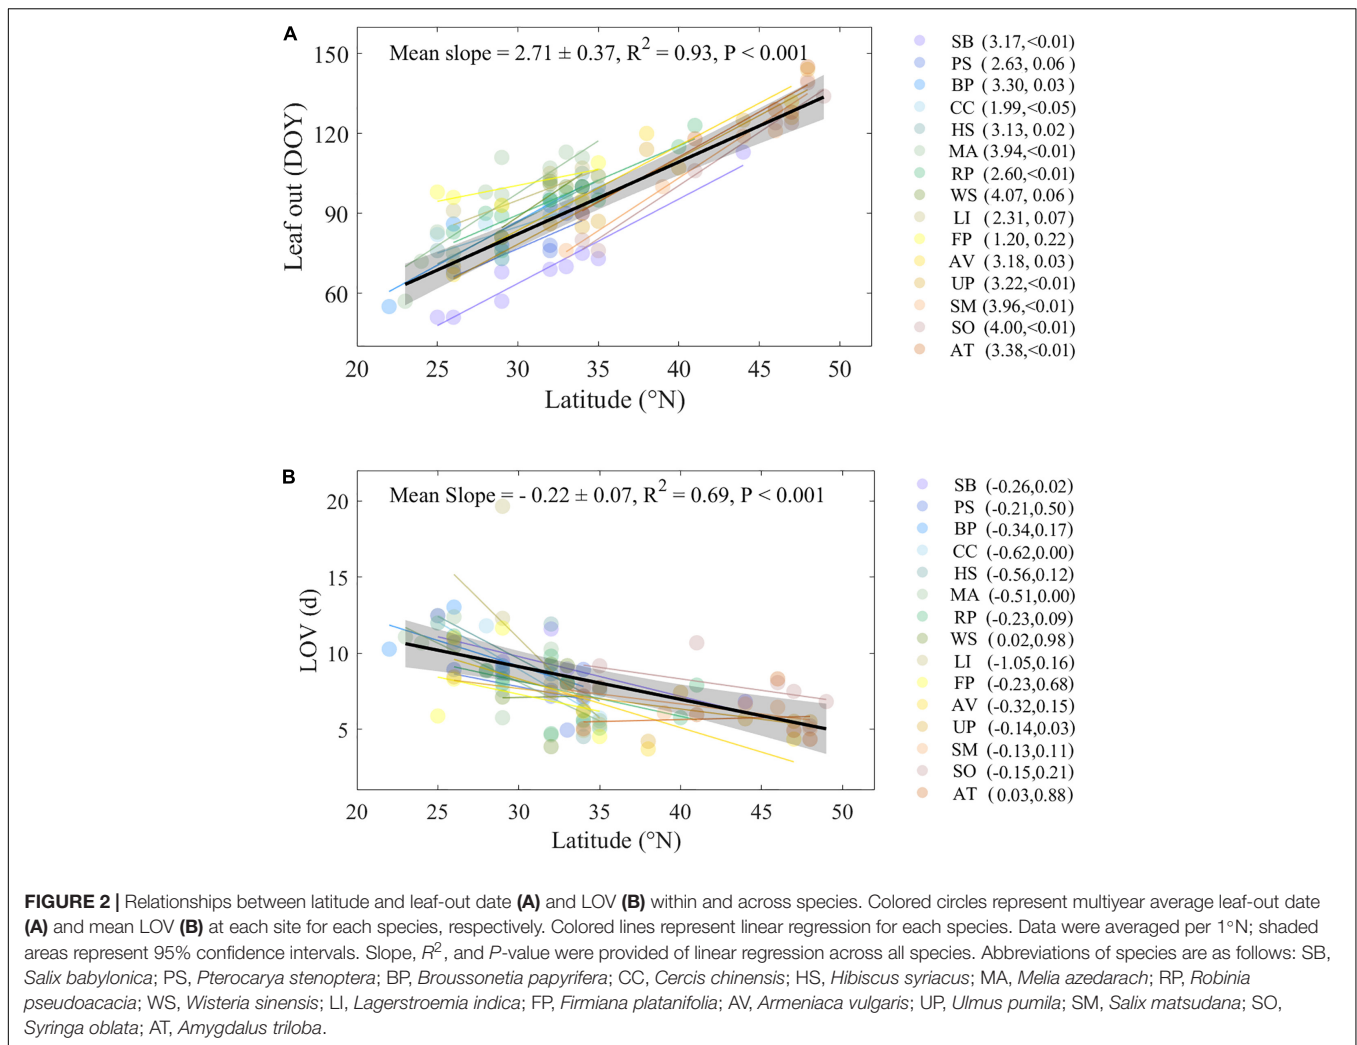 A
Mean slope = 2.71 ± 0.37, R² = 0.93, P < 0.001
150
120
90
60
Leaf out (DOY)
20 25 30 35 40 45 50
Latitude (°N)
SB (3.17,<0.01)
PS ( 2.63, 0.06 )
BP ( 3.30, 0.03 )
CC (1.99,<0.05)
HS ( 3.13, 0.02 )
MA (3.94,<0.01)
RP (2.60,<0.01)
WS ( 4.07, 0.06 )
LI ( 2.31, 0.07 )
FP ( 1.20, 0.22 )
AV ( 3.18, 0.03 )
UP (3.22,<0.01)
SM (3.96,<0.01)
SO (4.00,<0.01)
AT (3.38,<0.01)
B
Mean Slope = - 0.22 ± 0.07, R² = 0.69, P < 0.001
20
15
10
5
LOV (d)
20 25 30 35 40 45 50
Latitude (°N)
SB (-0.26,0.02 )
PS (-0.21,0.50)
BP (-0.34,0.17)
CC (-0.62,0.00)
HS (-0.56,0.12)
MA (-0.51,0.00)
RP (-0.23,0.09)
WS ( 0.02,0.98)
LI (-1.05,0.16)
FP (-0.23,0.68)
AV (-0.32,0.15)
UP (-0.14,0.03)
SM (-0.13,0.11)
SO (-0.15,0.21)
AT ( 0.03,0.88)
FIGURE 2 | Relationships between latitude and leaf-out date (A) and LOV (B) within and across species. Colored circles represent multiyear average leaf-out date
(A) and mean LOV (B) at each site for each species, respectively. Colored lines represent linear regression for each species. Data were averaged per 1°N; shaded
areas represent 95% confidence intervals. Slope, R², and P-value were provided of linear regression across all species. Abbreviations of species are as follows: SB,
Salix babylonica; PS, Pterocarya stenoptera; BP, Broussonetia papyrifera; CC, Cercis chinensis; HS, Hibiscus syriacus; MA, Melia azedarach; RP, Robinia
pseudoacacia; WS, Wisteria sinensis; LI, Lagerstroemia indica; FP, Firmiana platanifolia; AV, Armeniaca vulgaris; UP, Ulmus pumila; SM, Salix matsudana; SO,
Syringa oblata; AT, Amygdalus triloba.